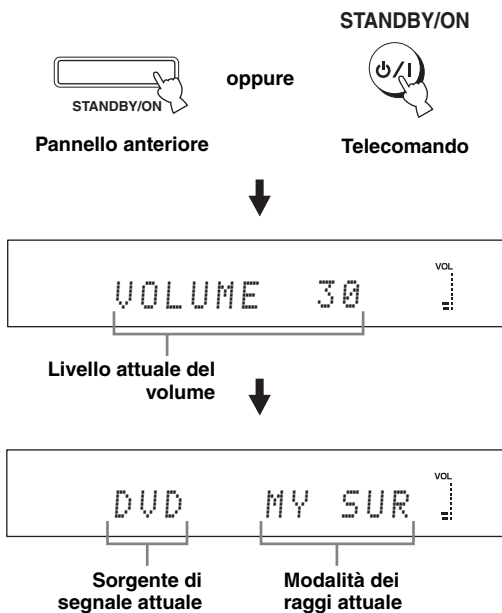 STANDBY/ON
oppure
STANDBY/ON
Pannello anteriore
Telecomando
VOL
VOLUME 30
Livello attuale del
volume
VOL
DVD MY SUR
Sorgente di
segnale attuale
Modalità dei
raggi attuale